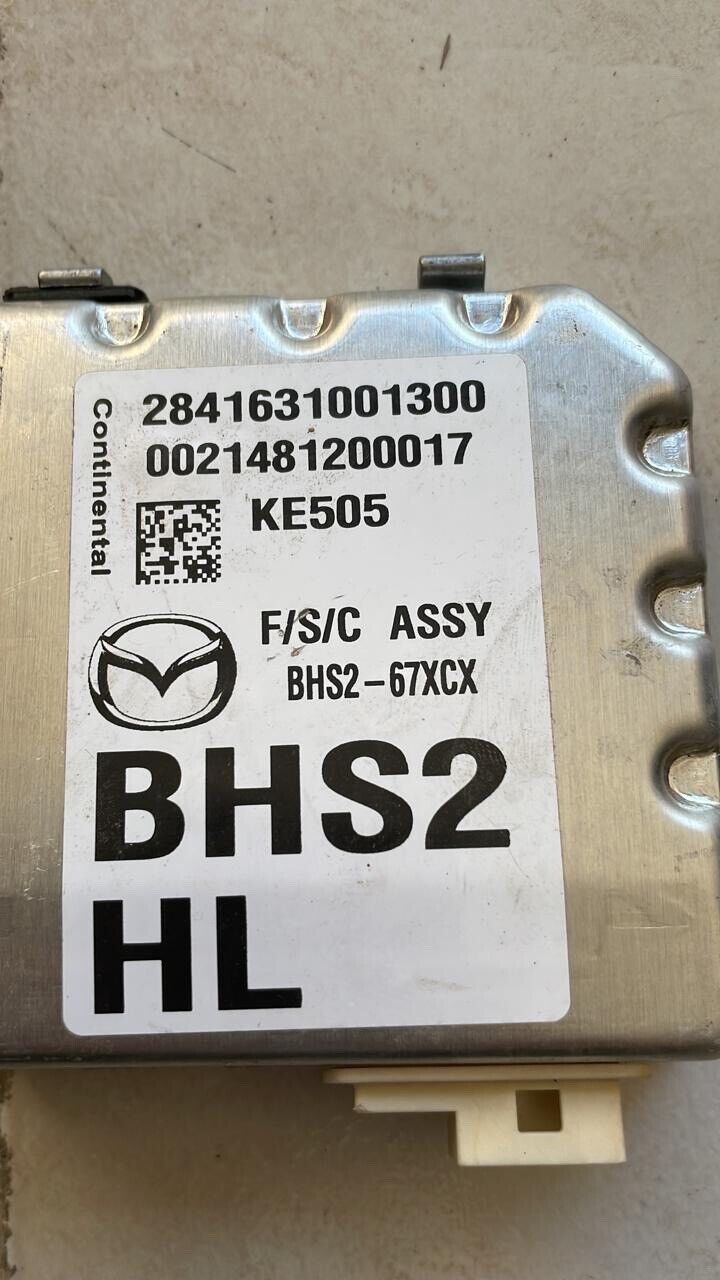 Continental
2841631001300
0021481200017
KE505
F/S/C ASSY
BHS2-67XCX
BHS2
HL